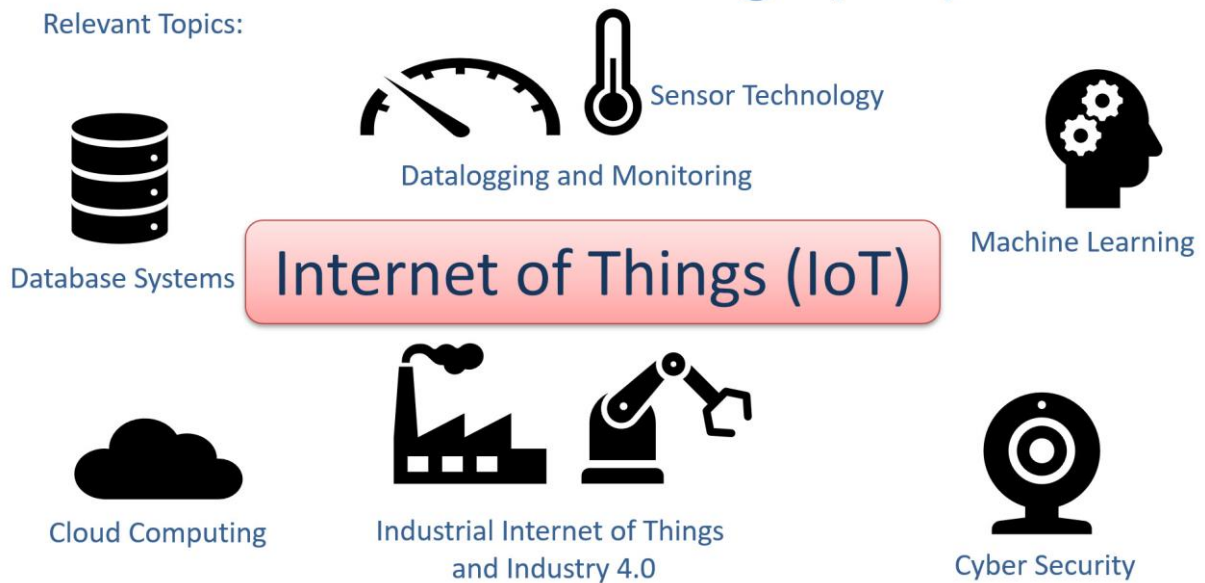 Relevant Topics:
Sensor Technology
Datalogging and Monitoring
Database Systems
Internet of Things (IoT)
Machine Learning
Cloud Computing
Industrial Internet of Things
and Industry 4.0
Cyber Security